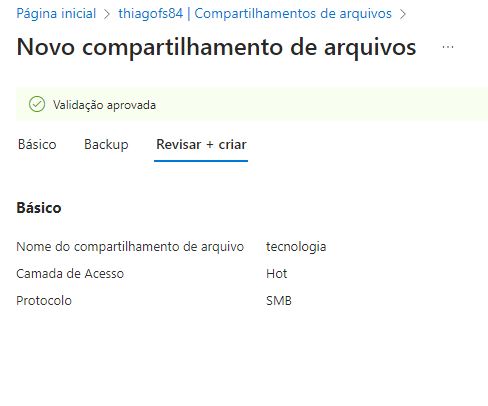 Página inicial > thiagofs84 | Compartilhamentos de arquivos >
Novo compartilhamento de arquivos ...
Validação aprovada
Básico Backup Revisar + criar
Básico
Nome do compartilhamento de arquivo tecnologia
Camada de Acesso Hot
Protocolo SMB